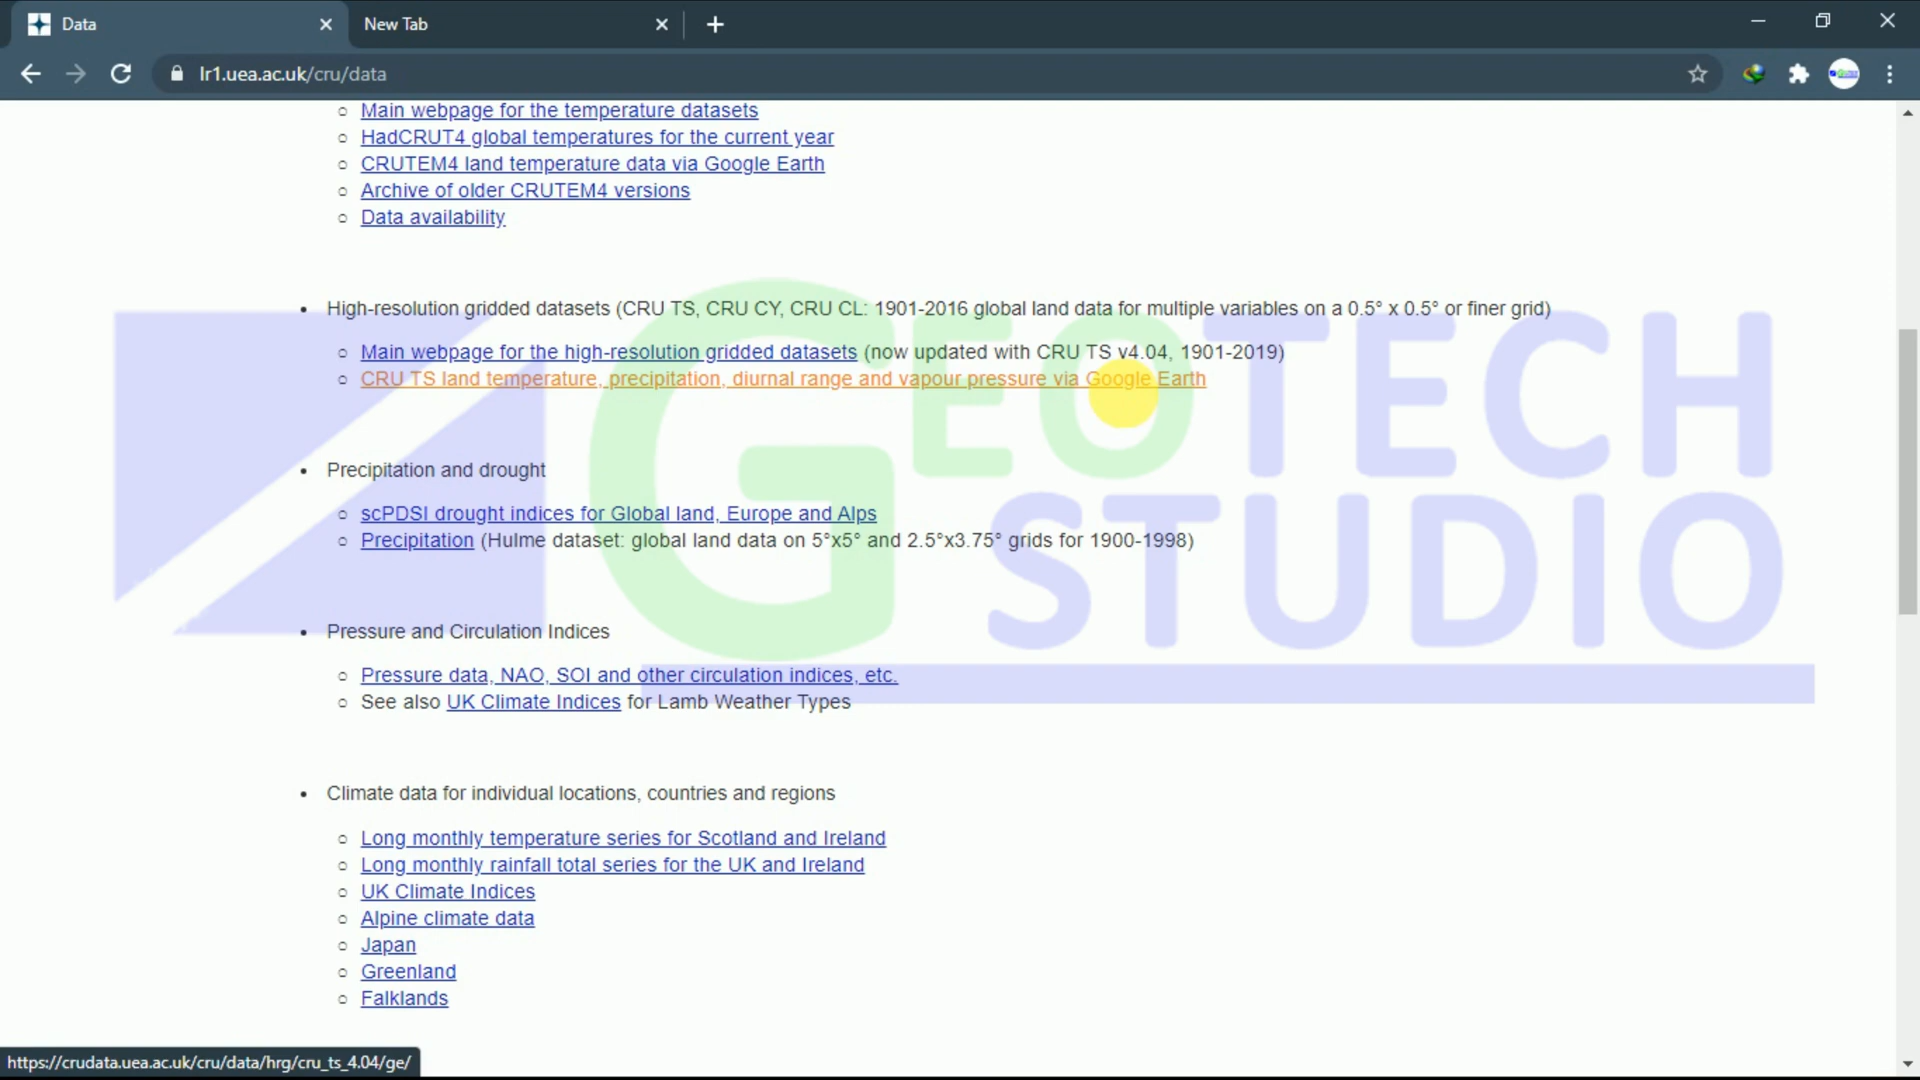 Data
New Tab
lr1.uea.ac.uk/cru/data
Main webpage for the temperature datasets
HadCRUT4 global temperatures for the current year
CRUTEM4 land temperature data via Google Earth
Archive of older CRUTEM4 versions
Data availability
High-resolution gridded datasets (CRU TS, CRU CY, CRU CL: 1901-2016 global land data for multiple variables on a 0.5° x 0.5° or finer grid)
Main webpage for the high-resolution gridded datasets (now updated with CRU TS v4.04, 1901-2019)
CRU TS land temperature, precipitation, diurnal range and vapour pressure via Google Earth
GEOTECH
STUDIO
Precipitation and drought
scPDSI drought indices for Global land, Europe and Alps
Precipitation (Hulme dataset: global land data on 5°x5° and 2.5°x3.75° grids for 1900-1998)
Pressure and Circulation Indices
Pressure data, NAO, SOI and other circulation indices, etc.
See also UK Climate Indices for Lamb Weather Types
Climate data for individual locations, countries and regions
Long monthly temperature series for Scotland and Ireland
Long monthly rainfall total series for the UK and Ireland
UK Climate Indices
Alpine climate data
Japan
Greenland
Falklands
https://crudata.uea.ac.uk/cru/data/hrg/cru_ts_4.04/ge/